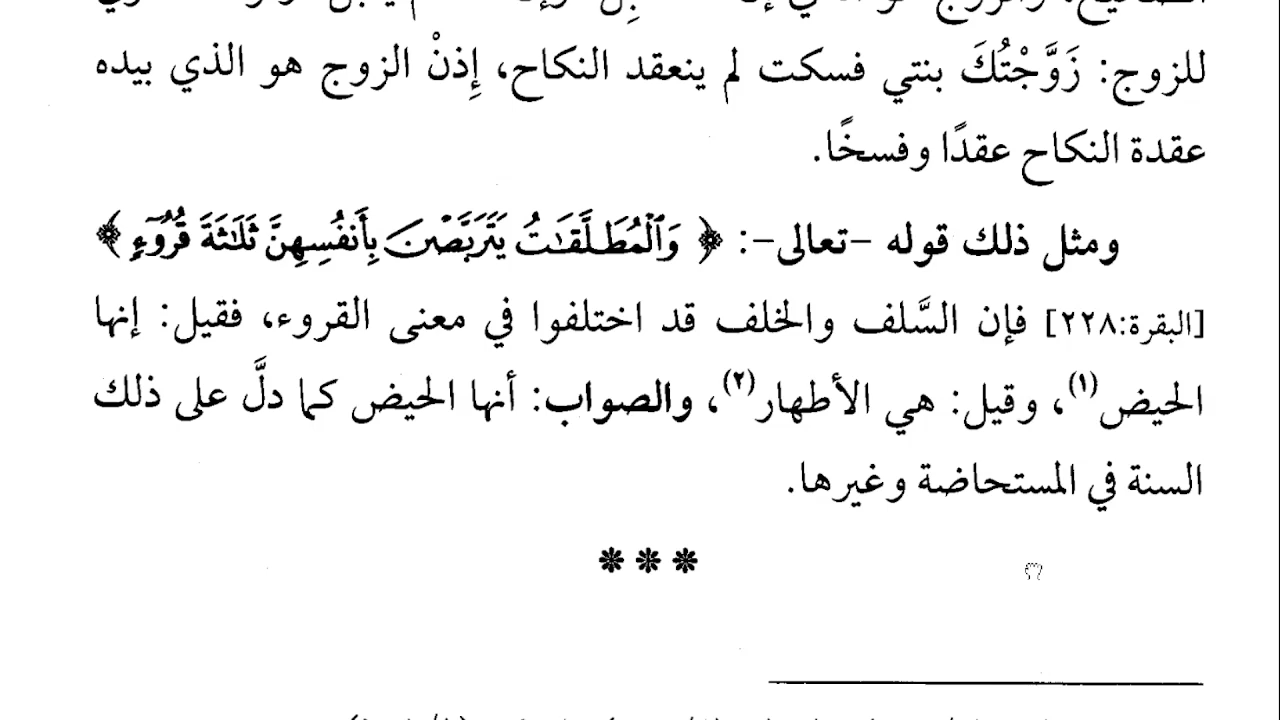 للزوج: زَوَّجْتُكَ بنتي فسكت لم ينعقد النكاح، إِذنْ الزوج هو الذي بيده
عقدة النكاح عقدًا وفسخًا.
ومثل ذلك قوله -تعالى-: ﴿ وَٱلْمُطَلَّقَٰتُ يَتَرَبَّصْنَ بِأَنفُسِهِنَّ ثَلَٰثَةَ قُرُوٓءٍ ﴾
[البقرة:٢٢٨] فإن السَّلف والخلف قد اختلفوا في معنى القروء، فقيل: إنها
الحيض(١)، وقيل: هي الأطهار(٢)، والصواب: أنها الحيض كما دلَّ على ذلك
السنة في المستحاضة وغيرها.
***